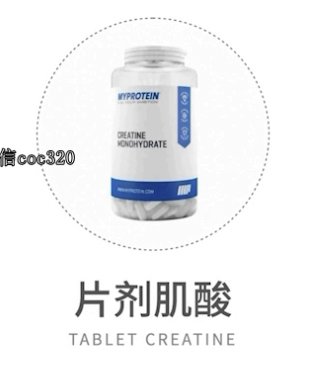 MYPROTEIN
CREATINE
MONOHYDRATE
信coc320
片剂肌酸
TABLET CREATINE